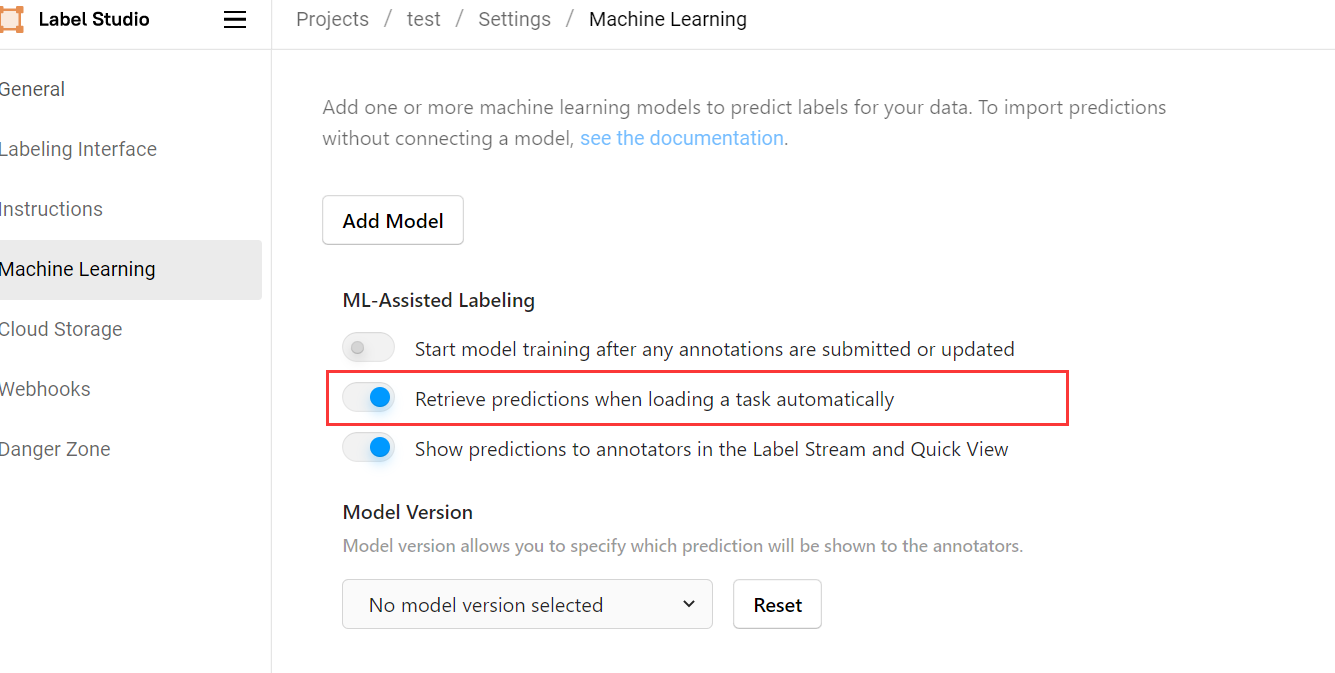 Label Studio
Projects / test / Settings / Machine Learning
General
Labeling Interface
Instructions
Machine Learning
Cloud Storage
Webhooks
Danger Zone
Add one or more machine learning models to predict labels for your data. To import predictions
without connecting a model, see the documentation.
Add Model
ML-Assisted Labeling
Start model training after any annotations are submitted or updated
Retrieve predictions when loading a task automatically
Show predictions to annotators in the Label Stream and Quick View
Model Version
Model version allows you to specify which prediction will be shown to the annotators.
No model version selected
Reset